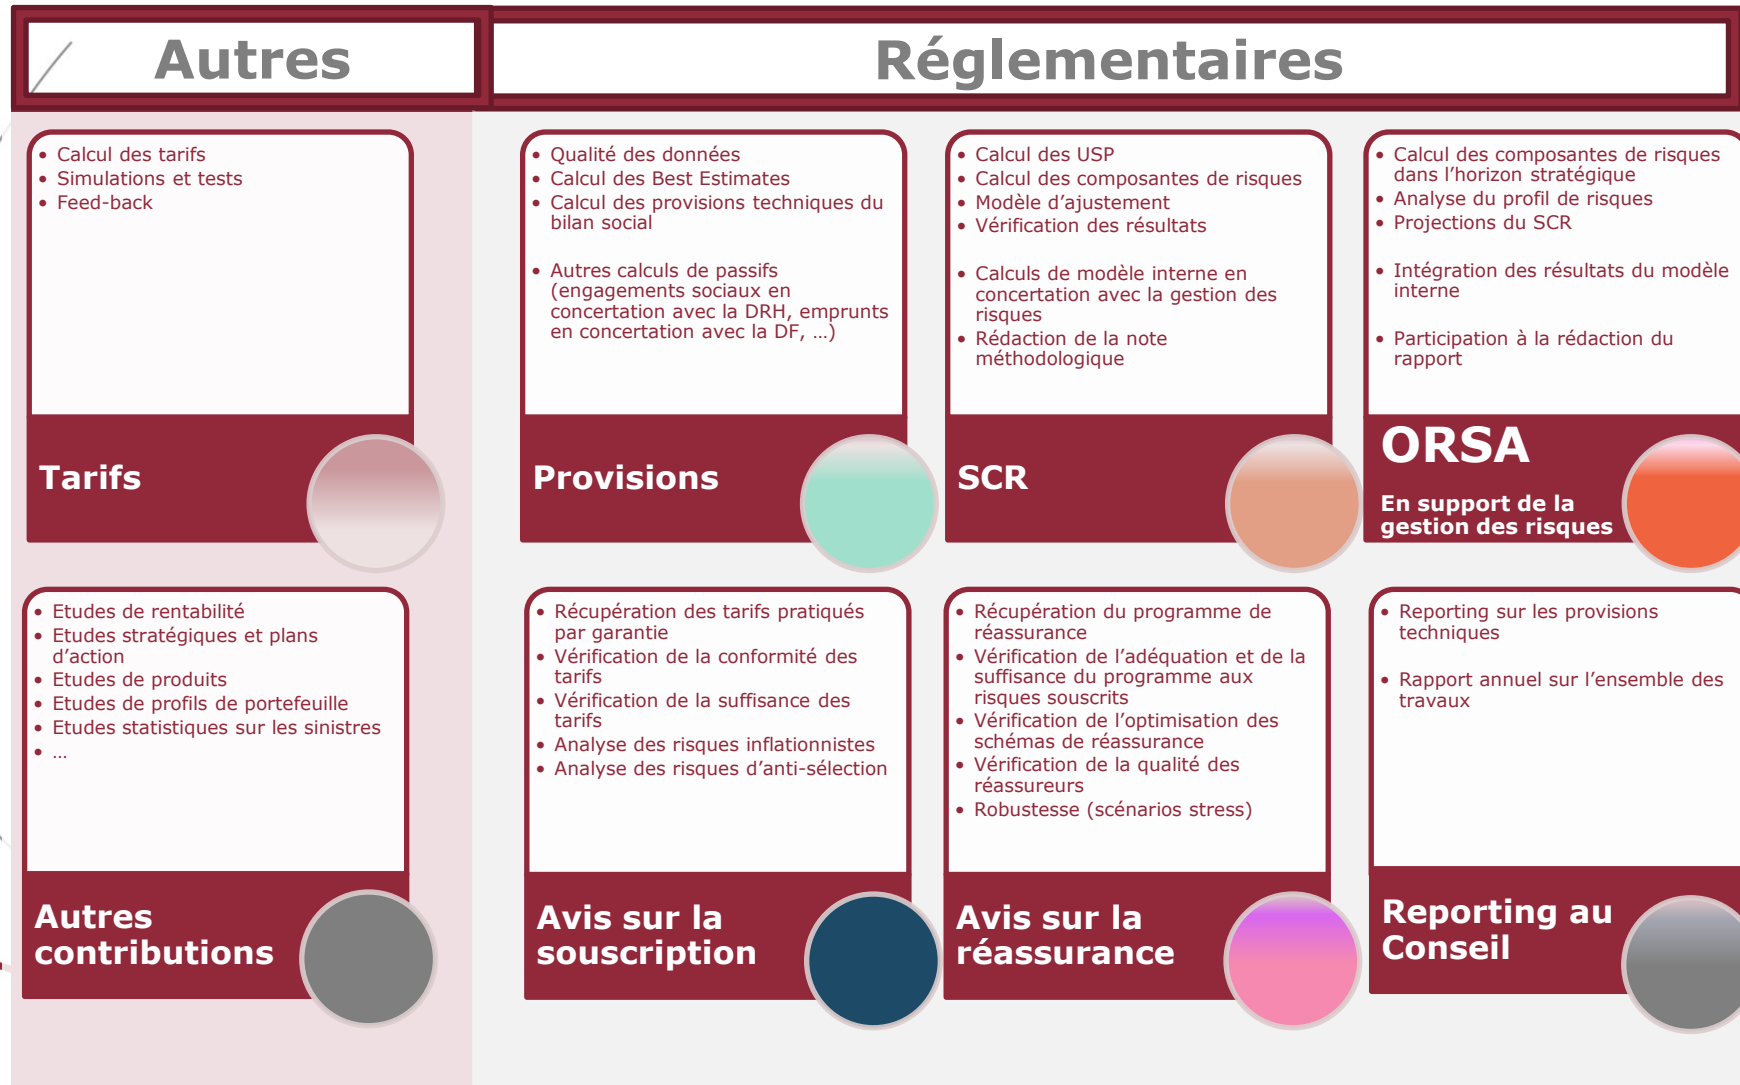 Autres
Réglementaires
• Calcul des tarifs
• Simulations et tests
• Feed-back
Tarifs
• Qualité des données
• Calcul des Best Estimates
• Calcul des provisions techniques du
bilan social
• Autres calculs de passifs
(engagements sociaux en
concertation avec la DRH, emprunts
en concertation avec la DF, …)
Provisions
• Calcul des USP
• Calcul des composantes de risques
• Modèle d’ajustement
• Vérification des résultats
• Calculs de modèle interne en
concertation avec la gestion des
risques
• Rédaction de la note
méthodologique
SCR
• Calcul des composantes de risques
dans l’horizon stratégique
• Analyse du profil de risques
• Projections du SCR
• Intégration des résultats du modèle
interne
• Participation à la rédaction du
rapport
ORSA
En support de la
gestion des risques
• Etudes de rentabilité
• Etudes stratégiques et plans
d’action
• Etudes de produits
• Etudes de profils de portefeuille
• Etudes statistiques sur les sinistres
• …
Autres
contributions
• Récupération des tarifs pratiqués
par garantie
• Vérification de la conformité des
tarifs
• Vérification de la suffisance des
tarifs
• Analyse des risques inflationnistes
• Analyse des risques d’anti-sélection
Avis sur la
souscription
• Récupération du programme de
réassurance
• Vérification de l’adéquation et de la
suffisance du programme aux
risques souscrits
• Vérification de l’optimisation des
schémas de réassurance
• Vérification de la qualité des
réassureurs
• Robustesse (scénarios stress)
Avis sur la
réassurance
• Reporting sur les provisions
techniques
• Rapport annuel sur l’ensemble des
travaux
Reporting au
Conseil